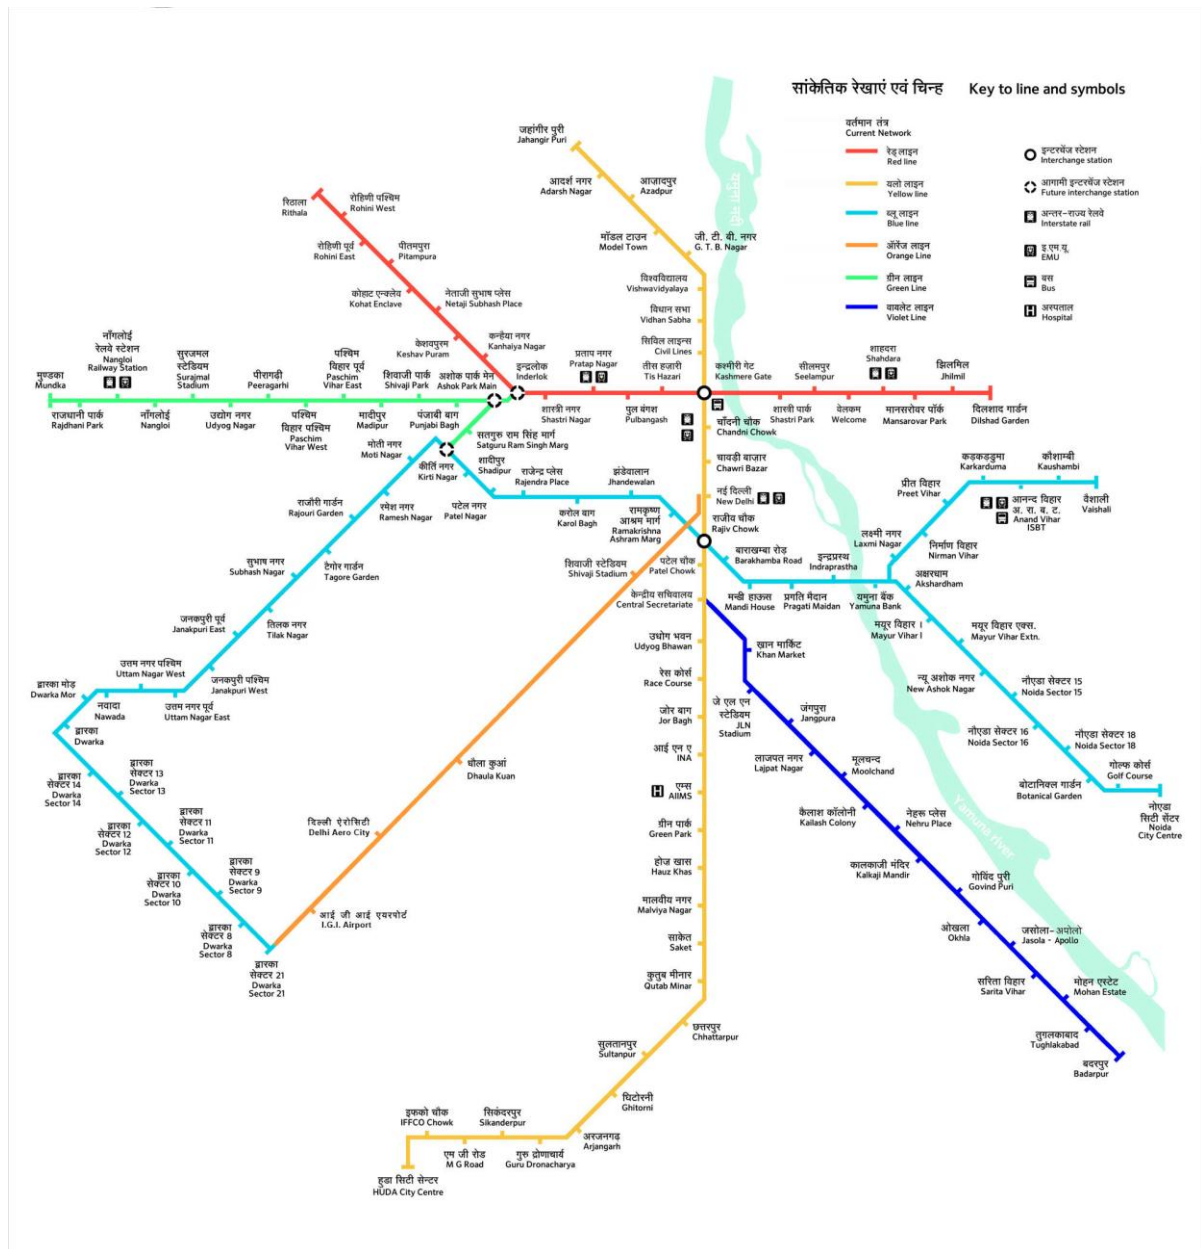 सांकेतिक रेखाएं एवं चिन्ह Key to line and symbols
वर्तमान तंत्र
Current Network
रेड् लाइन
Red line
यलो लाइन
Yellow line
ब्लू लाइन
Blue line
ऑरेंज लाइन
Orange Line
ग्रीन लाइन
Green Line
वायलेट लाइन
Violet Line
इन्टरचेंज स्टेशन
Interchange station
आगामी इन्टरचेंज स्टेशन
Future interchange station
अन्तर-राज्य रेलवे
Interstate rail
इ.एम.यू
EMU
बस
Bus
अस्पताल
Hospital
यमुना नदी
Yamuna river
जहांगीर पुरी
Jahangir Puri
आदर्श नगर
Adarsh Nagar
आज़ादपुर
Azadpur
मॉडल टाउन
Model Town
जी. टी. बी. नगर
G. T. B. Nagar
विश्वविद्यालय
Vishwavidyalaya
विधान सभा
Vidhan Sabha
सिविल लाइन्स
Civil Lines
रिठाला
Rithala
रोहिणी पश्चिम
Rohini West
रोहिणी पूर्व
Rohini East
पीतमपुरा
Pitampura
कोहाट एन्क्लेव
Kohat Enclave
नेताजी सुभाष प्लेस
Netaji Subhash Place
केशवपुरम
Keshav Puram
कन्हैया नगर
Kanhaiya Nagar
इन्द्रलोक
Inderlok
शास्त्री नगर
Shastri Nagar
प्रताप नगर
Pratap Nagar
पुल बंगश
Pulbangash
तीस हज़ारी
Tis Hazari
कश्मीरी गेट
Kashmere Gate
शास्त्री पार्क
Shastri Park
सीलमपुर
Seelampur
वेलकम
Welcome
शाहदरा
Shahdara
मानसरोवर पॉर्क
Mansarovar Park
झिलमिल
Jhilmil
दिलशाद गार्डन
Dilshad Garden
मुण्डका
Mundka
राजधानी पार्क
Rajdhani Park
नाँगलोई
रेलवे स्टेशन
Nangloi
Railway Station
नाँगलोई
Nangloi
सुरजमल
स्टेडियम
Surajmal
Stadium
उद्योग नगर
Udyog Nagar
पीरागढ़ी
Peeragarhi
पश्चिम
विहार पश्चिम
Paschim
Vihar West
पश्चिम
विहार पूर्व
Paschim
Vihar East
मादीपुर
Madipur
शिवाजी पार्क
Shivaji Park
पंजाबी बाग
Punjabi Bagh
अशोक पार्क मेन
Ashok Park Main
सतगुरु राम सिंह मार्ग
Satguru Ram Singh Marg
चाँदनी चौक
Chandni Chowk
चावड़ी बाज़ार
Chawri Bazar
नई दिल्ली
New Delhi
राजीव चौक
Rajiv Chowk
पटेल चौक
Patel Chowk
केन्द्रीय सचिवालय
Central Secretariate
उधोग भवन
Udyog Bhawan
रेस कोर्स
Race Course
जोर बाग
Jor Bagh
आई एन ए
INA
एम्स
AIIMS
ग्रीन पार्क
Green Park
होज खास
Hauz Khas
मालवीय नगर
Malviya Nagar
साकेत
Saket
कुतुब मीनार
Qutab Minar
छत्तरपुर
Chhattarpur
सुलतानपुर
Sultanpur
घिटोरनी
Ghitorni
अरजनगढ़
Arjangarh
गुरु द्रोणाचार्य
Guru Dronacharya
सिकंदरपुर
Sikanderpur
एम जी रोड
M G Road
इफको चौक
IFFCO Chowk
हुडा सिटी सेन्टर
HUDA City Centre
मोती नगर
Moti Nagar
कीर्ति नगर
Kirti Nagar
शादीपुर
Shadipur
पटेल नगर
Patel Nagar
राजेन्द्र प्लेस
Rajendra Place
करोल बाग
Karol Bagh
झंडेवालान
Jhandewalan
रामकृष्ण
आश्रम मार्ग
Ramakrishna
Ashram Marg
बाराखम्बा रोड़
Barakhamba Road
मन्डी हाऊस
Mandi House
प्रगति मैदान
Pragati Maidan
इन्द्रप्रस्थ
Indraprastha
यमुना बैंक
Yamuna Bank
लक्ष्मी नगर
Laxmi Nagar
निर्माण विहार
Nirman Vihar
प्रीत विहार
Preet Vihar
कड़कड़डुमा
Karkarduma
आनन्द विहार
अ. रा. ब. ट.
Anand Vihar
ISBT
कौशाम्बी
Kaushambi
वैशाली
Vaishali
अक्षरधाम
Akshardham
मयूर विहार ।
Mayur Vihar I
मयूर विहार एक्स.
Mayur Vihar Extn.
न्यू अशोक नगर
New Ashok Nagar
नौएडा सेक्टर 15
Noida Sector 15
नौएडा सेक्टर 16
Noida Sector 16
नौएडा सेक्टर 18
Noida Sector 18
बोटानिक्ल गार्डन
Botanical Garden
गोल्फ कोर्स
Golf Course
नोएडा
सिटी सेंटर
Noida
City Centre
राजौरी गार्डन
Rajouri Garden
रमेश नगर
Ramesh Nagar
सुभाष नगर
Subhash Nagar
टैगोर गार्डन
Tagore Garden
जनकपुरी पूर्व
Janakpuri East
तिलक नगर
Tilak Nagar
जनकपुरी पश्चिम
Janakpuri West
उत्तम नगर पश्चिम
Uttam Nagar West
उत्तम नगर पूर्व
Uttam Nagar East
नवादा
Nawada
द्वारका मोड़
Dwarka Mor
द्वारका
Dwarka
द्वारका
सेक्टर 14
Dwarka
Sector 14
द्वारका
सेक्टर 13
Dwarka
Sector 13
द्वारका
सेक्टर 12
Dwarka
Sector 12
द्वारका
सेक्टर 11
Dwarka
Sector 11
द्वारका
सेक्टर 10
Dwarka
Sector 10
द्वारका
सेक्टर 9
Dwarka
Sector 9
द्वारका
सेक्टर 8
Dwarka
Sector 8
द्वारका
सेक्टर 21
Dwarka
Sector 21
शिवाजी स्टेडियम
Shivaji Stadium
धौला कुआं
Dhaula Kuan
दिल्ली ऐरोसिटी
Delhi Aero City
आई जी आई एयरपोर्ट
I.G.I. Airport
ख़ान मार्किट
Khan Market
जे एल एन
स्टेडियम
JLN
Stadium
जंगपुरा
Jangpura
लाजपत नगर
Lajpat Nagar
मूलचन्द
Moolchand
कैलाश कॉलोनी
Kailash Colony
नेहरू प्लेस
Nehru Place
कालकाजी मंदिर
Kalkaji Mandir
गोविंद पुरी
Govind Puri
ओखला
Okhla
जसोला- अपोलो
Jasola - Apollo
सरिता विहार
Sarita Vihar
मोहन एस्टेट
Mohan Estate
तुगलकाबाद
Tughlakabad
बदरपुर
Badarpur